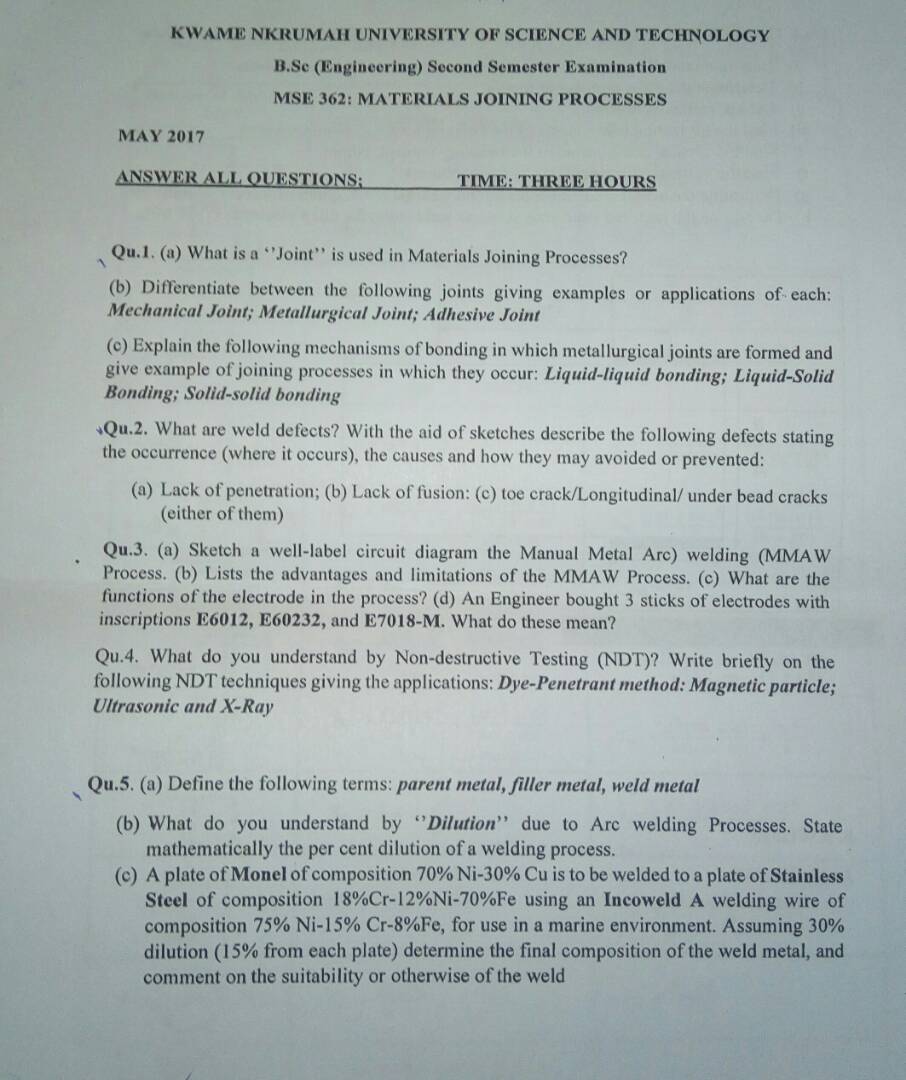 KWAME NKRUMAH UNIVERSITY OF SCIENCE AND TECHNOLOGY
B.Sc (Engineering) Second Semester Examination
MSE 362: MATERIALS JOINING PROCESSES
MAY 2017
ANSWER ALL QUESTIONS; TIME: THREE HOURS
Qu.1. (a) What is a ‘’Joint’’ is used in Materials Joining Processes?
(b) Differentiate between the following joints giving examples or applications of each:
Mechanical Joint; Metallurgical Joint; Adhesive Joint
(c) Explain the following mechanisms of bonding in which metallurgical joints are formed and
give example of joining processes in which they occur: Liquid-liquid bonding; Liquid-Solid
Bonding; Solid-solid bonding
Qu.2. What are weld defects? With the aid of sketches describe the following defects stating
the occurrence (where it occurs), the causes and how they may avoided or prevented:
(a) Lack of penetration; (b) Lack of fusion: (c) toe crack/Longitudinal/ under bead cracks
(either of them)
Qu.3. (a) Sketch a well-label circuit diagram the Manual Metal Arc) welding (MMAW
Process. (b) Lists the advantages and limitations of the MMAW Process. (c) What are the
functions of the electrode in the process? (d) An Engineer bought 3 sticks of electrodes with
inscriptions E6012, E60232, and E7018-M. What do these mean?
Qu.4. What do you understand by Non-destructive Testing (NDT)? Write briefly on the
following NDT techniques giving the applications: Dye-Penetrant method: Magnetic particle;
Ultrasonic and X-Ray
Qu.5. (a) Define the following terms: parent metal, filler metal, weld metal
(b) What do you understand by ‘’Dilution’’ due to Arc welding Processes. State
mathematically the per cent dilution of a welding process.
(c) A plate of Monel of composition 70% Ni-30% Cu is to be welded to a plate of Stainless
Steel of composition 18%Cr-12%Ni-70%Fe using an Incoweld A welding wire of
composition 75% Ni-15% Cr-8%Fe, for use in a marine environment. Assuming 30%
dilution (15% from each plate) determine the final composition of the weld metal, and
comment on the suitability or otherwise of the weld